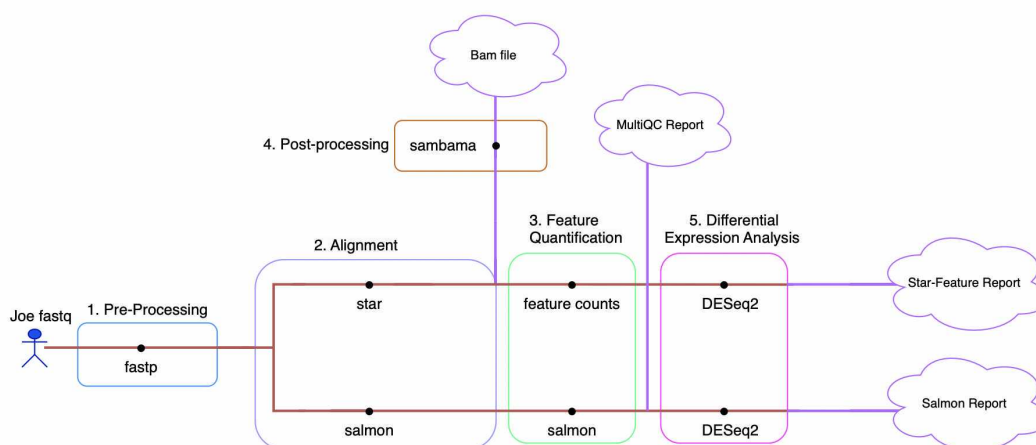 Bam file
MultiQC Report
4. Post-processing
sambama
3. Feature
Quantification
5. Differential
Expression Analysis
2. Alignment
Star-Feature Report
star
feature counts
DESeq2
Joe fastq
1. Pre-Processing
fastp
Salmon Report
salmon
salmon
DESeq2